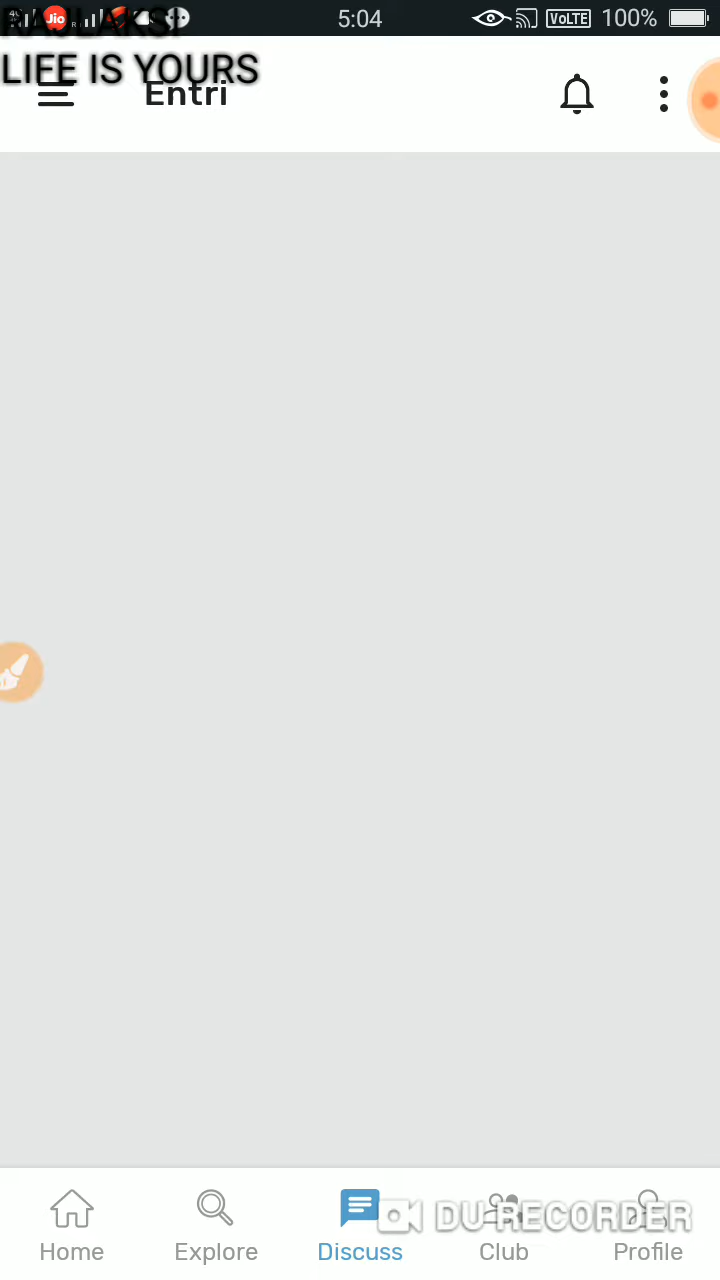 5:04
VoLTE
100%
LIFE IS YOURS
Entri
DU RECORDER
Home
Explore
Discuss
Club
Profile